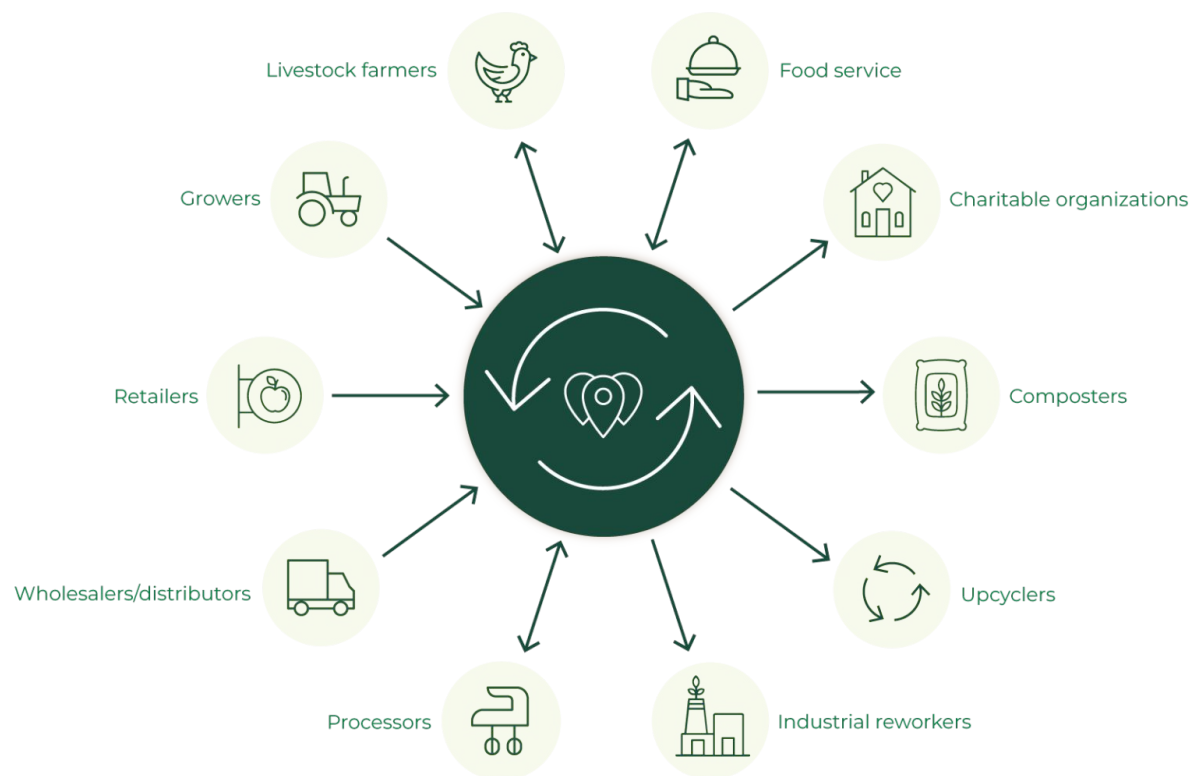 Livestock farmers
Food service
Growers
Charitable organizations
Retailers
Composters
Wholesalers/distributors
Upcyclers
Processors
Industrial reworkers